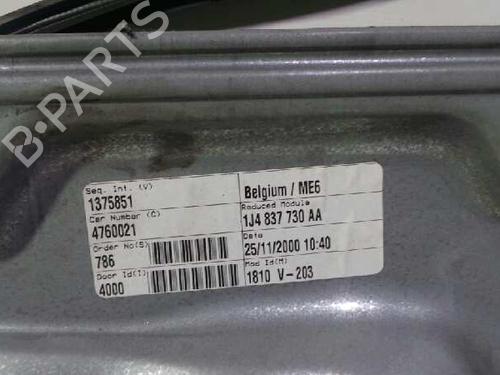 B-PARTS
Seq. Int. (V)
1375851
Car Number (C)
4760021
Order No(S)
786
Door Id(I)
4000
Belgium / ME6
Reduced Module
1J4 837 730 AA
Data
25/11/2000 10:40
Mod Id(M)
1810 V-203